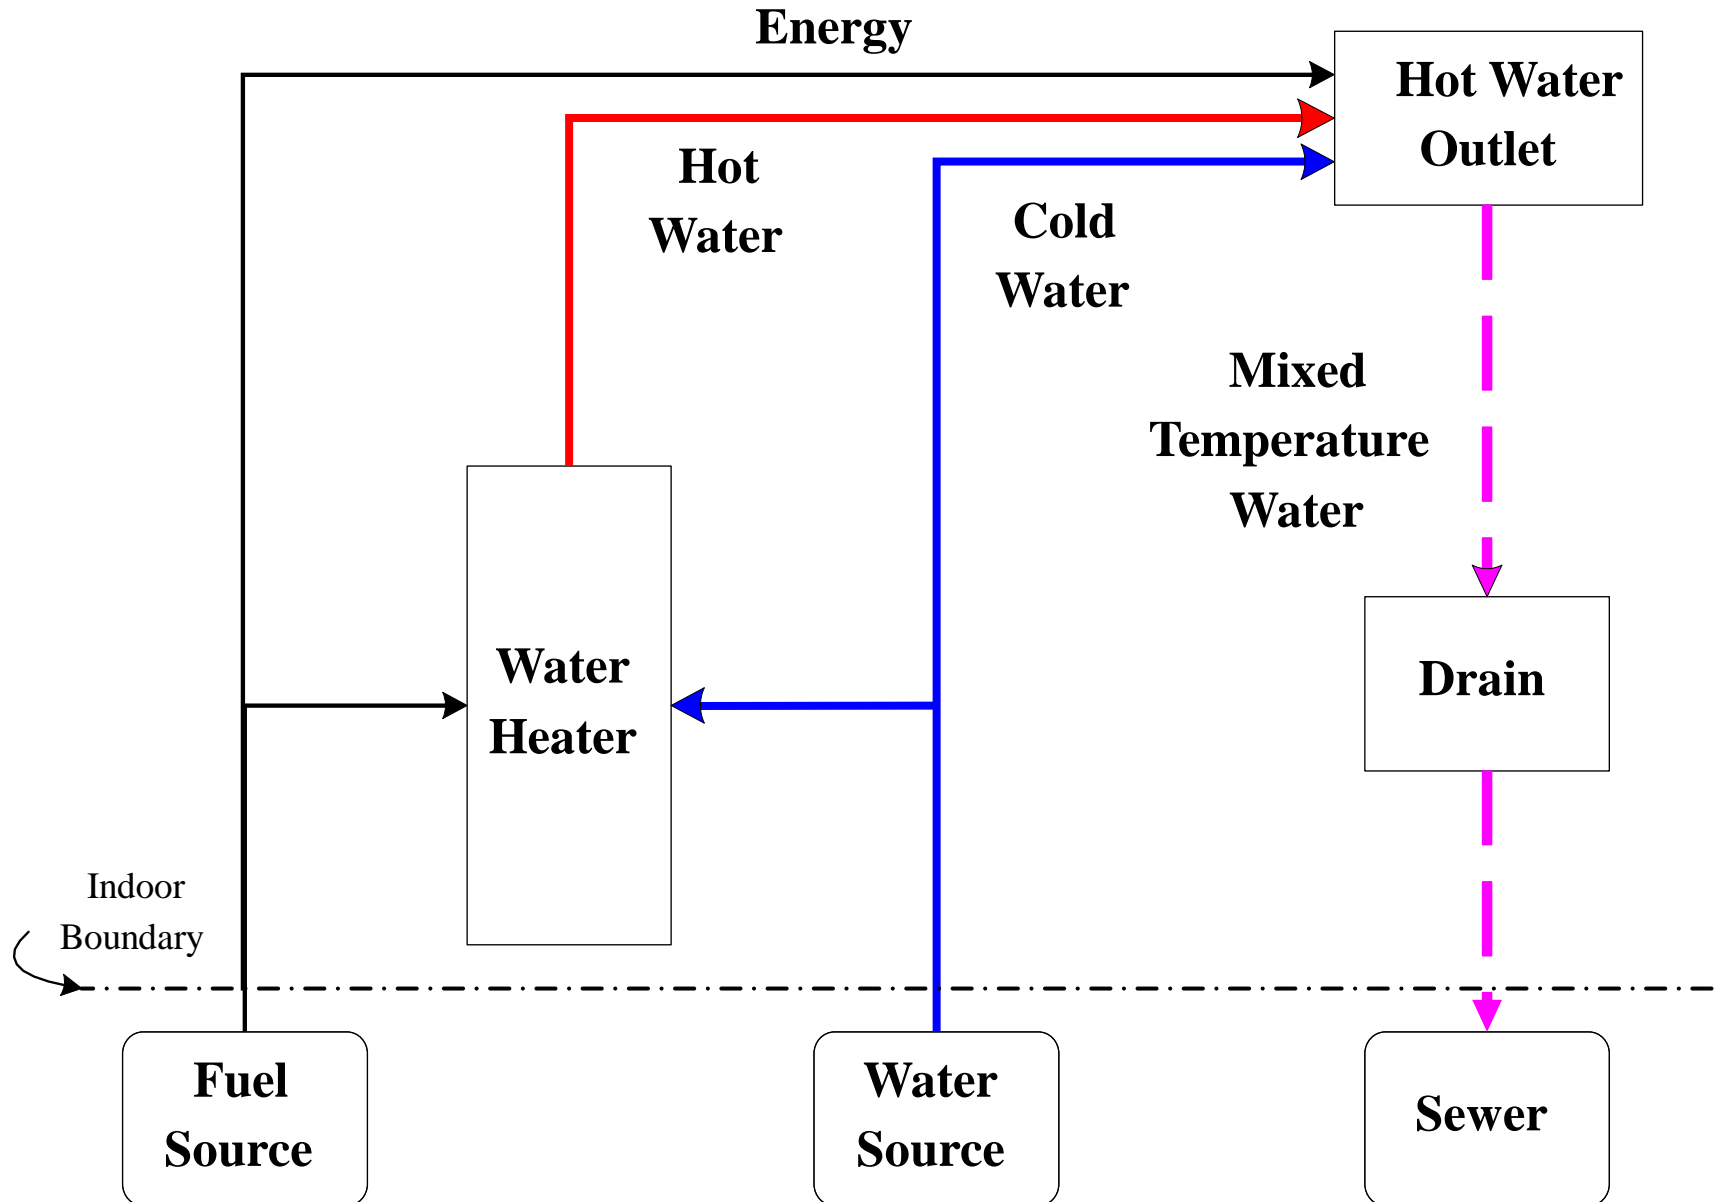 Energy
Hot Water
Outlet
Hot
Water
Cold
Water
Mixed
Temperature
Water
Water
Heater
Drain
Indoor
Boundary
Fuel
Source
Water
Source
Sewer